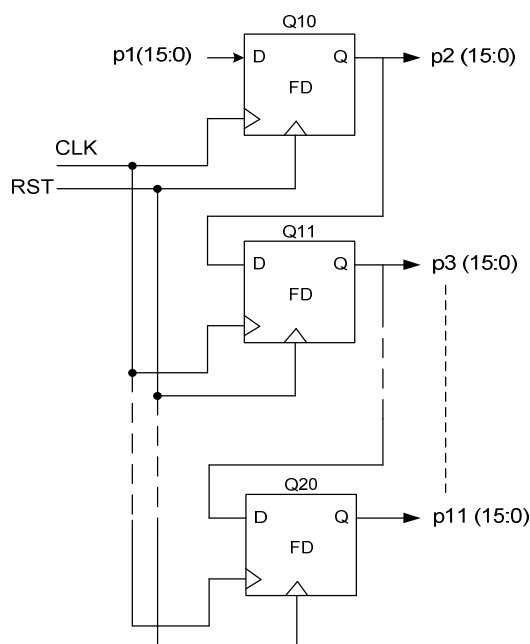 Q10
p1(15:0)
D
Q
p2 (15:0)
FD
CLK
RST
Q11
D
Q
p3 (15:0)
FD
Q20
D
Q
p11 (15:0)
FD